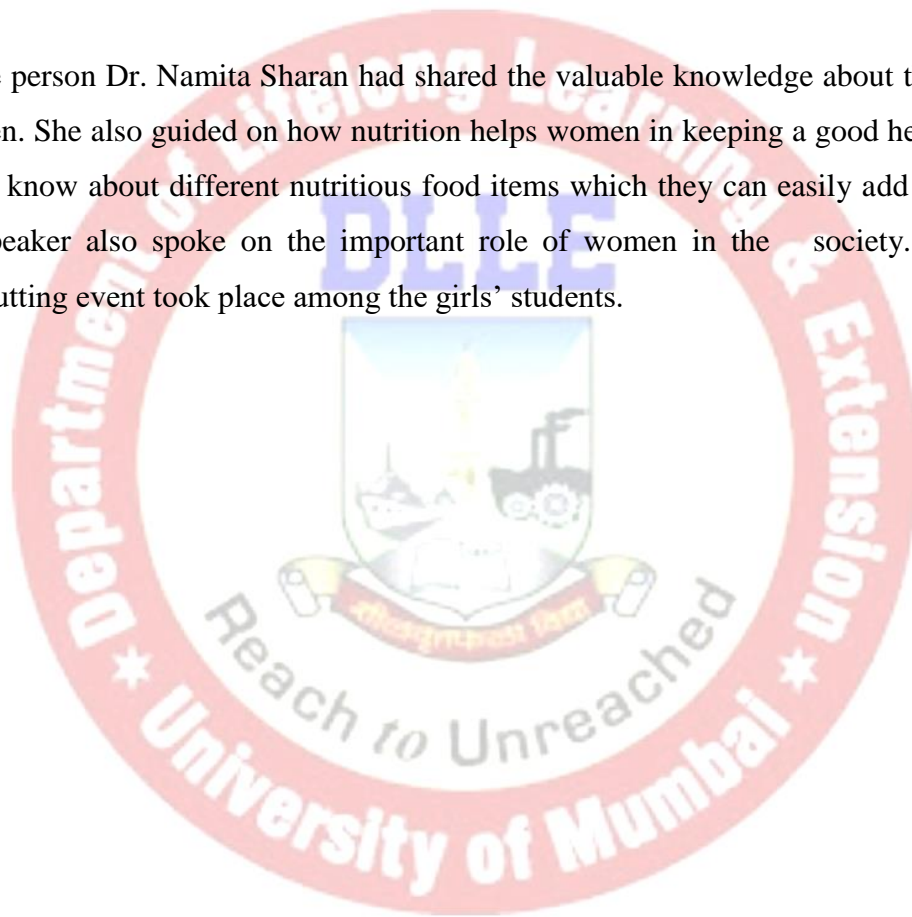 person Dr. Namita Sharan had shared the valuable knowledge about
She also guided on how nutrition helps women in keeping a good
know about different nutritious food items which they can easily add
also spoke on the important role of women in the society.
event took place among the girls’ students.
Department of Lifelong Learning & Extension
DLLE
Reach to Unreached
* University of Mumbai *